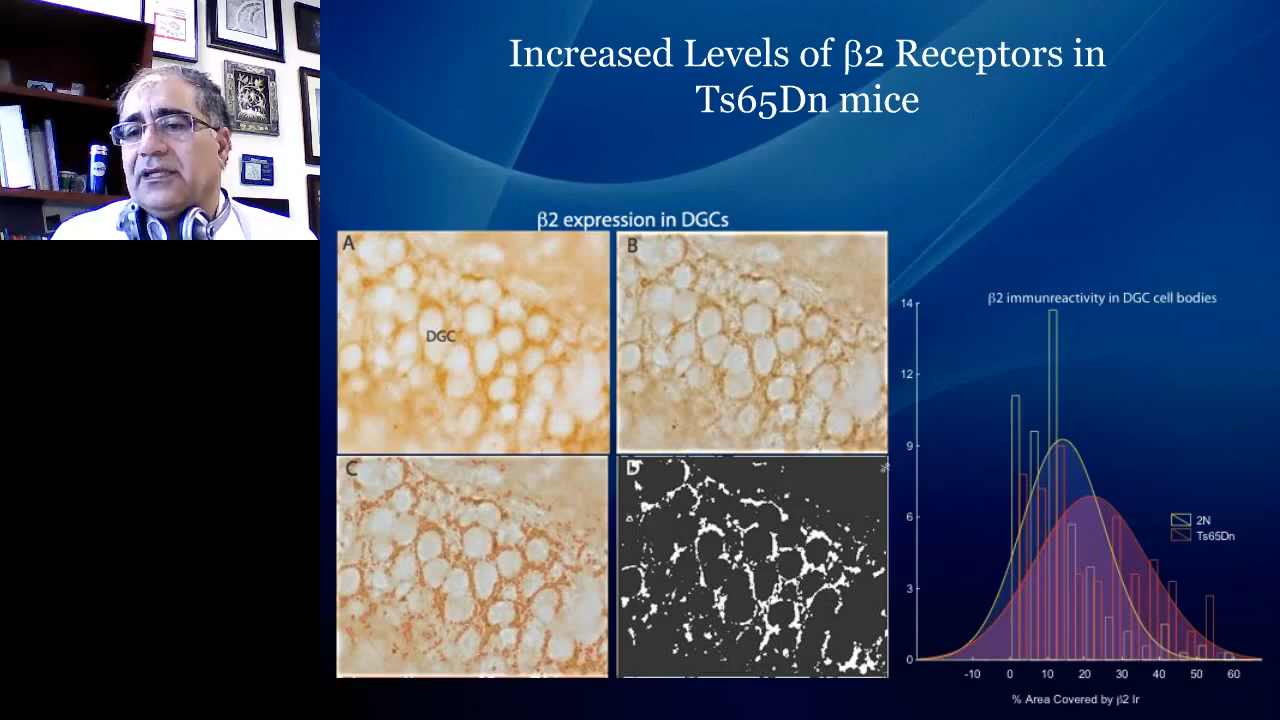 Increased Levels of β2 Receptors in
Ts65Dn mice
β2 expression in DGCs
A
B
DGC
C
D
β2 immunreactivity in DGC cell bodies
14
12
9
6
3
0
2N
Ts65Dn
-10 0 10 20 30 40 50 60
% Area Covered by β2 Ir